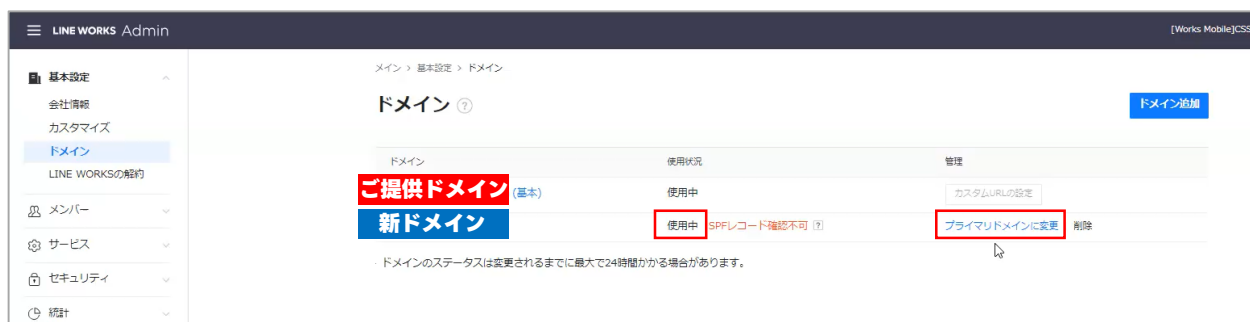 LINE WORKS Admin
[Works Mobile]CSS
基本設定
会社情報
カスタマイズ
ドメイン
LINE WORKSの解約
メンバー
サービス
セキュリティ
統計
メイン > 基本設定 > ドメイン
ドメイン ?
ドメイン追加
ドメイン 使用状況 管理
ご提供ドメイン (基本) 使用中 カスタムURLの設定
新ドメイン 使用中 SPFレコード確認不可 ? プライマリドメインに変更 削除
· ドメインのステータスは変更されるまでに最大で24時間かかる場合があります。